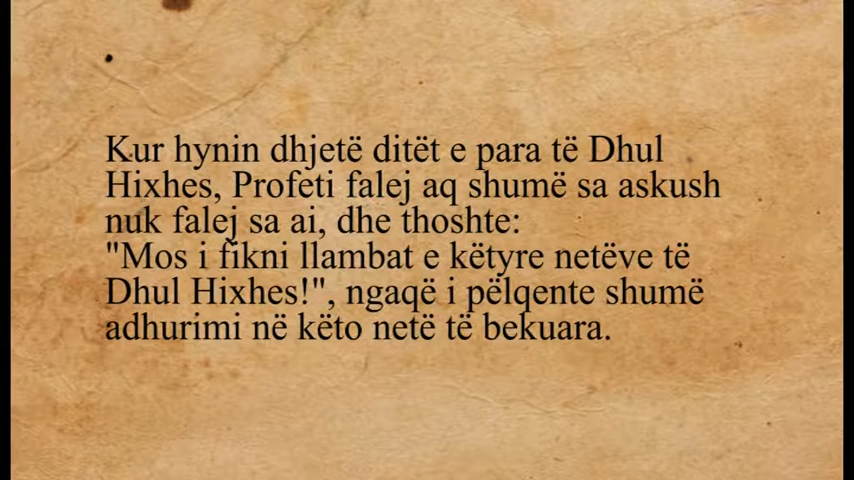 Kur hynin dhjetë ditët e para të Dhul
Hixhes, Profeti falej aq shumë sa askush
nuk falej sa ai, dhe thoshte:
"Mos i fikni llambat e këtyre netëve të
Dhul Hixhes!", ngaqë i pëlqente shumë
adhurimi në këto netë të bekuara.